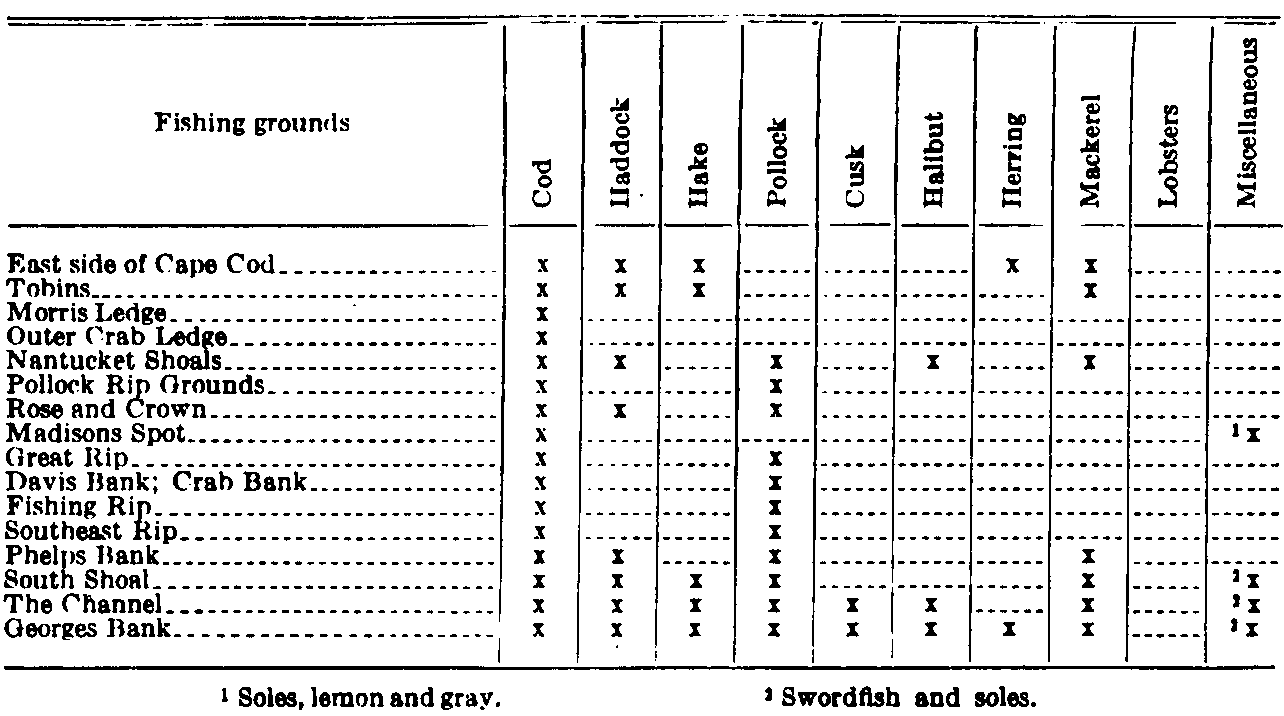 Fishing grounds Cod Haddock Hake Pollock Cusk Halibut Herring Mackerel Lobsters Miscellaneous
East side of Cape Cod x x x x x
Tobins x x x x
Morris Ledge x
Outer Crab Ledge x
Nantucket Shoals x x x x x
Pollock Rip Grounds x x
Rose and Crown x x x
Madisons Spot x ¹ x
Great Rip x x
Davis Bank; Crab Bank x x
Fishing Rip x x
Southeast Rip x x
Phelps Bank x x x x
South Shoal x x x x x ² x
The Channel x x x x x x x ² x
Georges Bank x x x x x x x x ² x
¹ Soles, lemon and gray. ² Swordfish and soles.